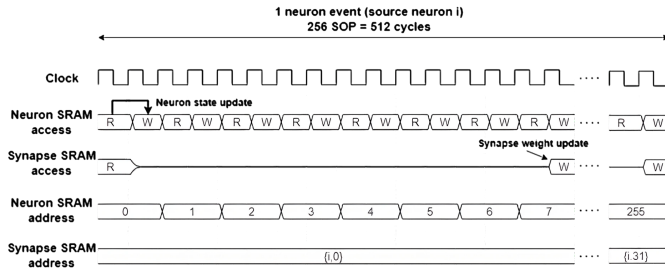 1 neuron event (source neuron i)
256 SOP = 512 cycles
Clock
Neuron state update
Neuron SRAM access R W R W R W R W R W R W R W R W R W
Synapse weight update
Synapse SRAM access R W W
Neuron SRAM address 0 1 2 3 4 5 6 7 255
Synapse SRAM address {i,0} {i.31}